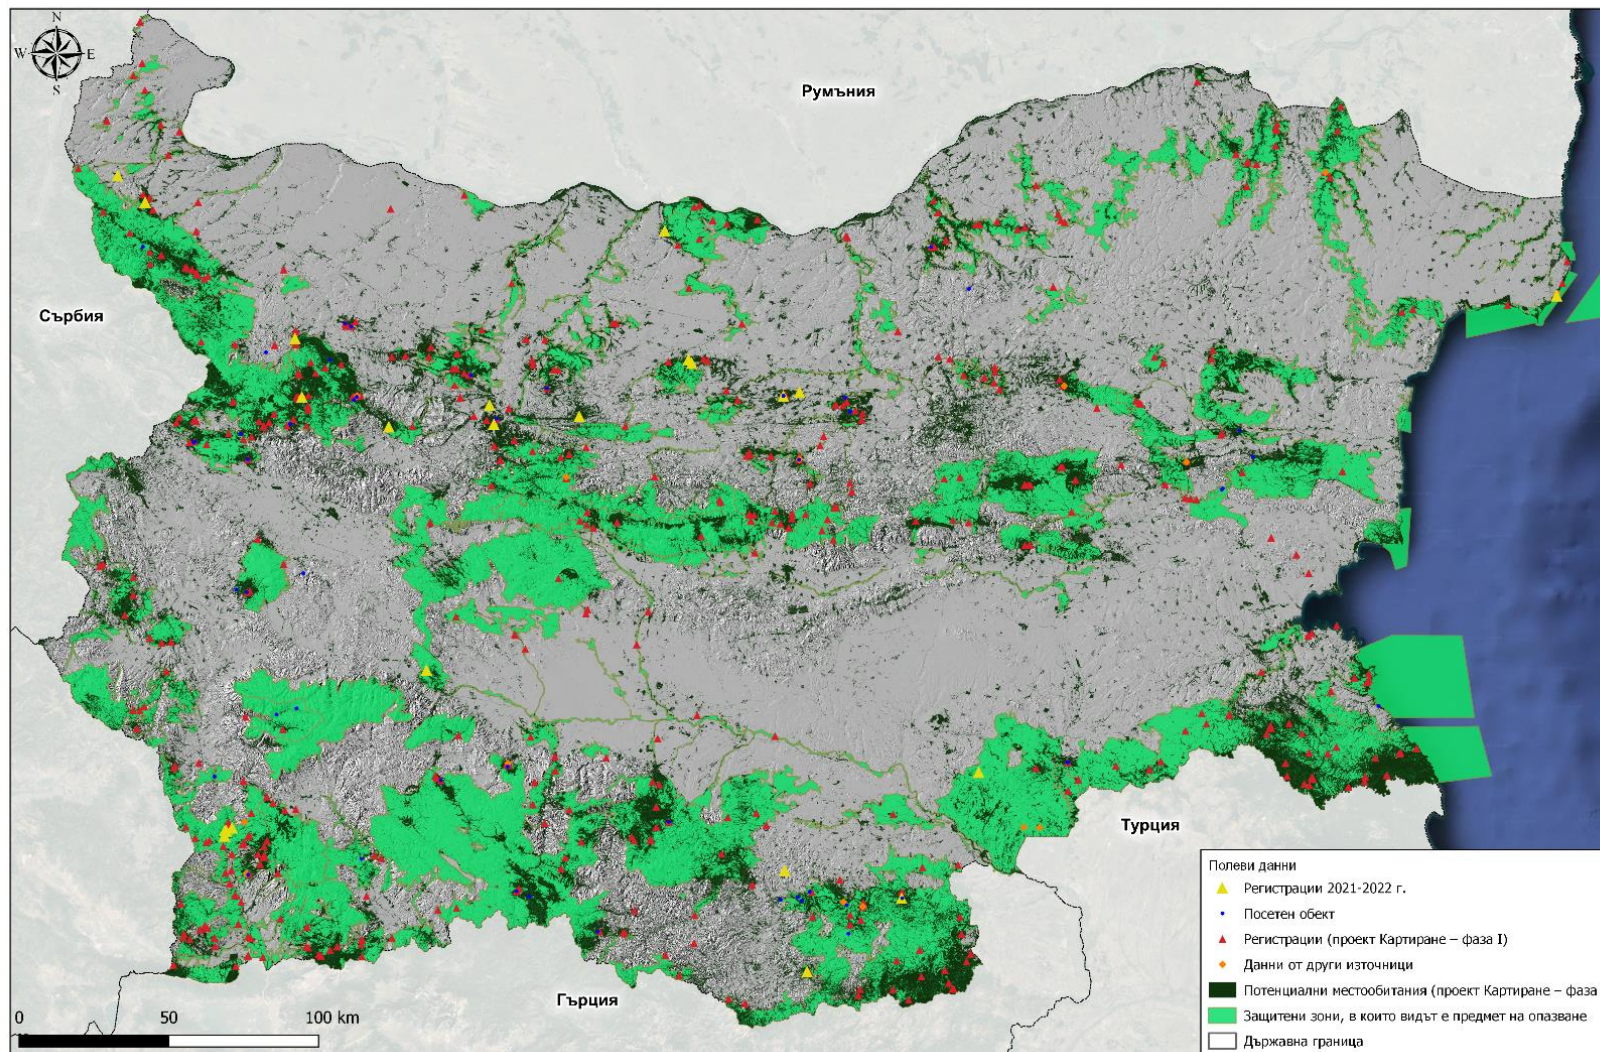 N
W E
S
Румъния
Сърбия
Турция
Гърция
0 50 100 km
Полеви данни
Регистрации 2021-2022 г.
Посетен обект
Регистрации (проект Картиране – фаза I)
Данни от други източници
Потенциални местообитания (проект Картиране – фаза
Защитени зони, в които видът е предмет на опазване
Държавна граница